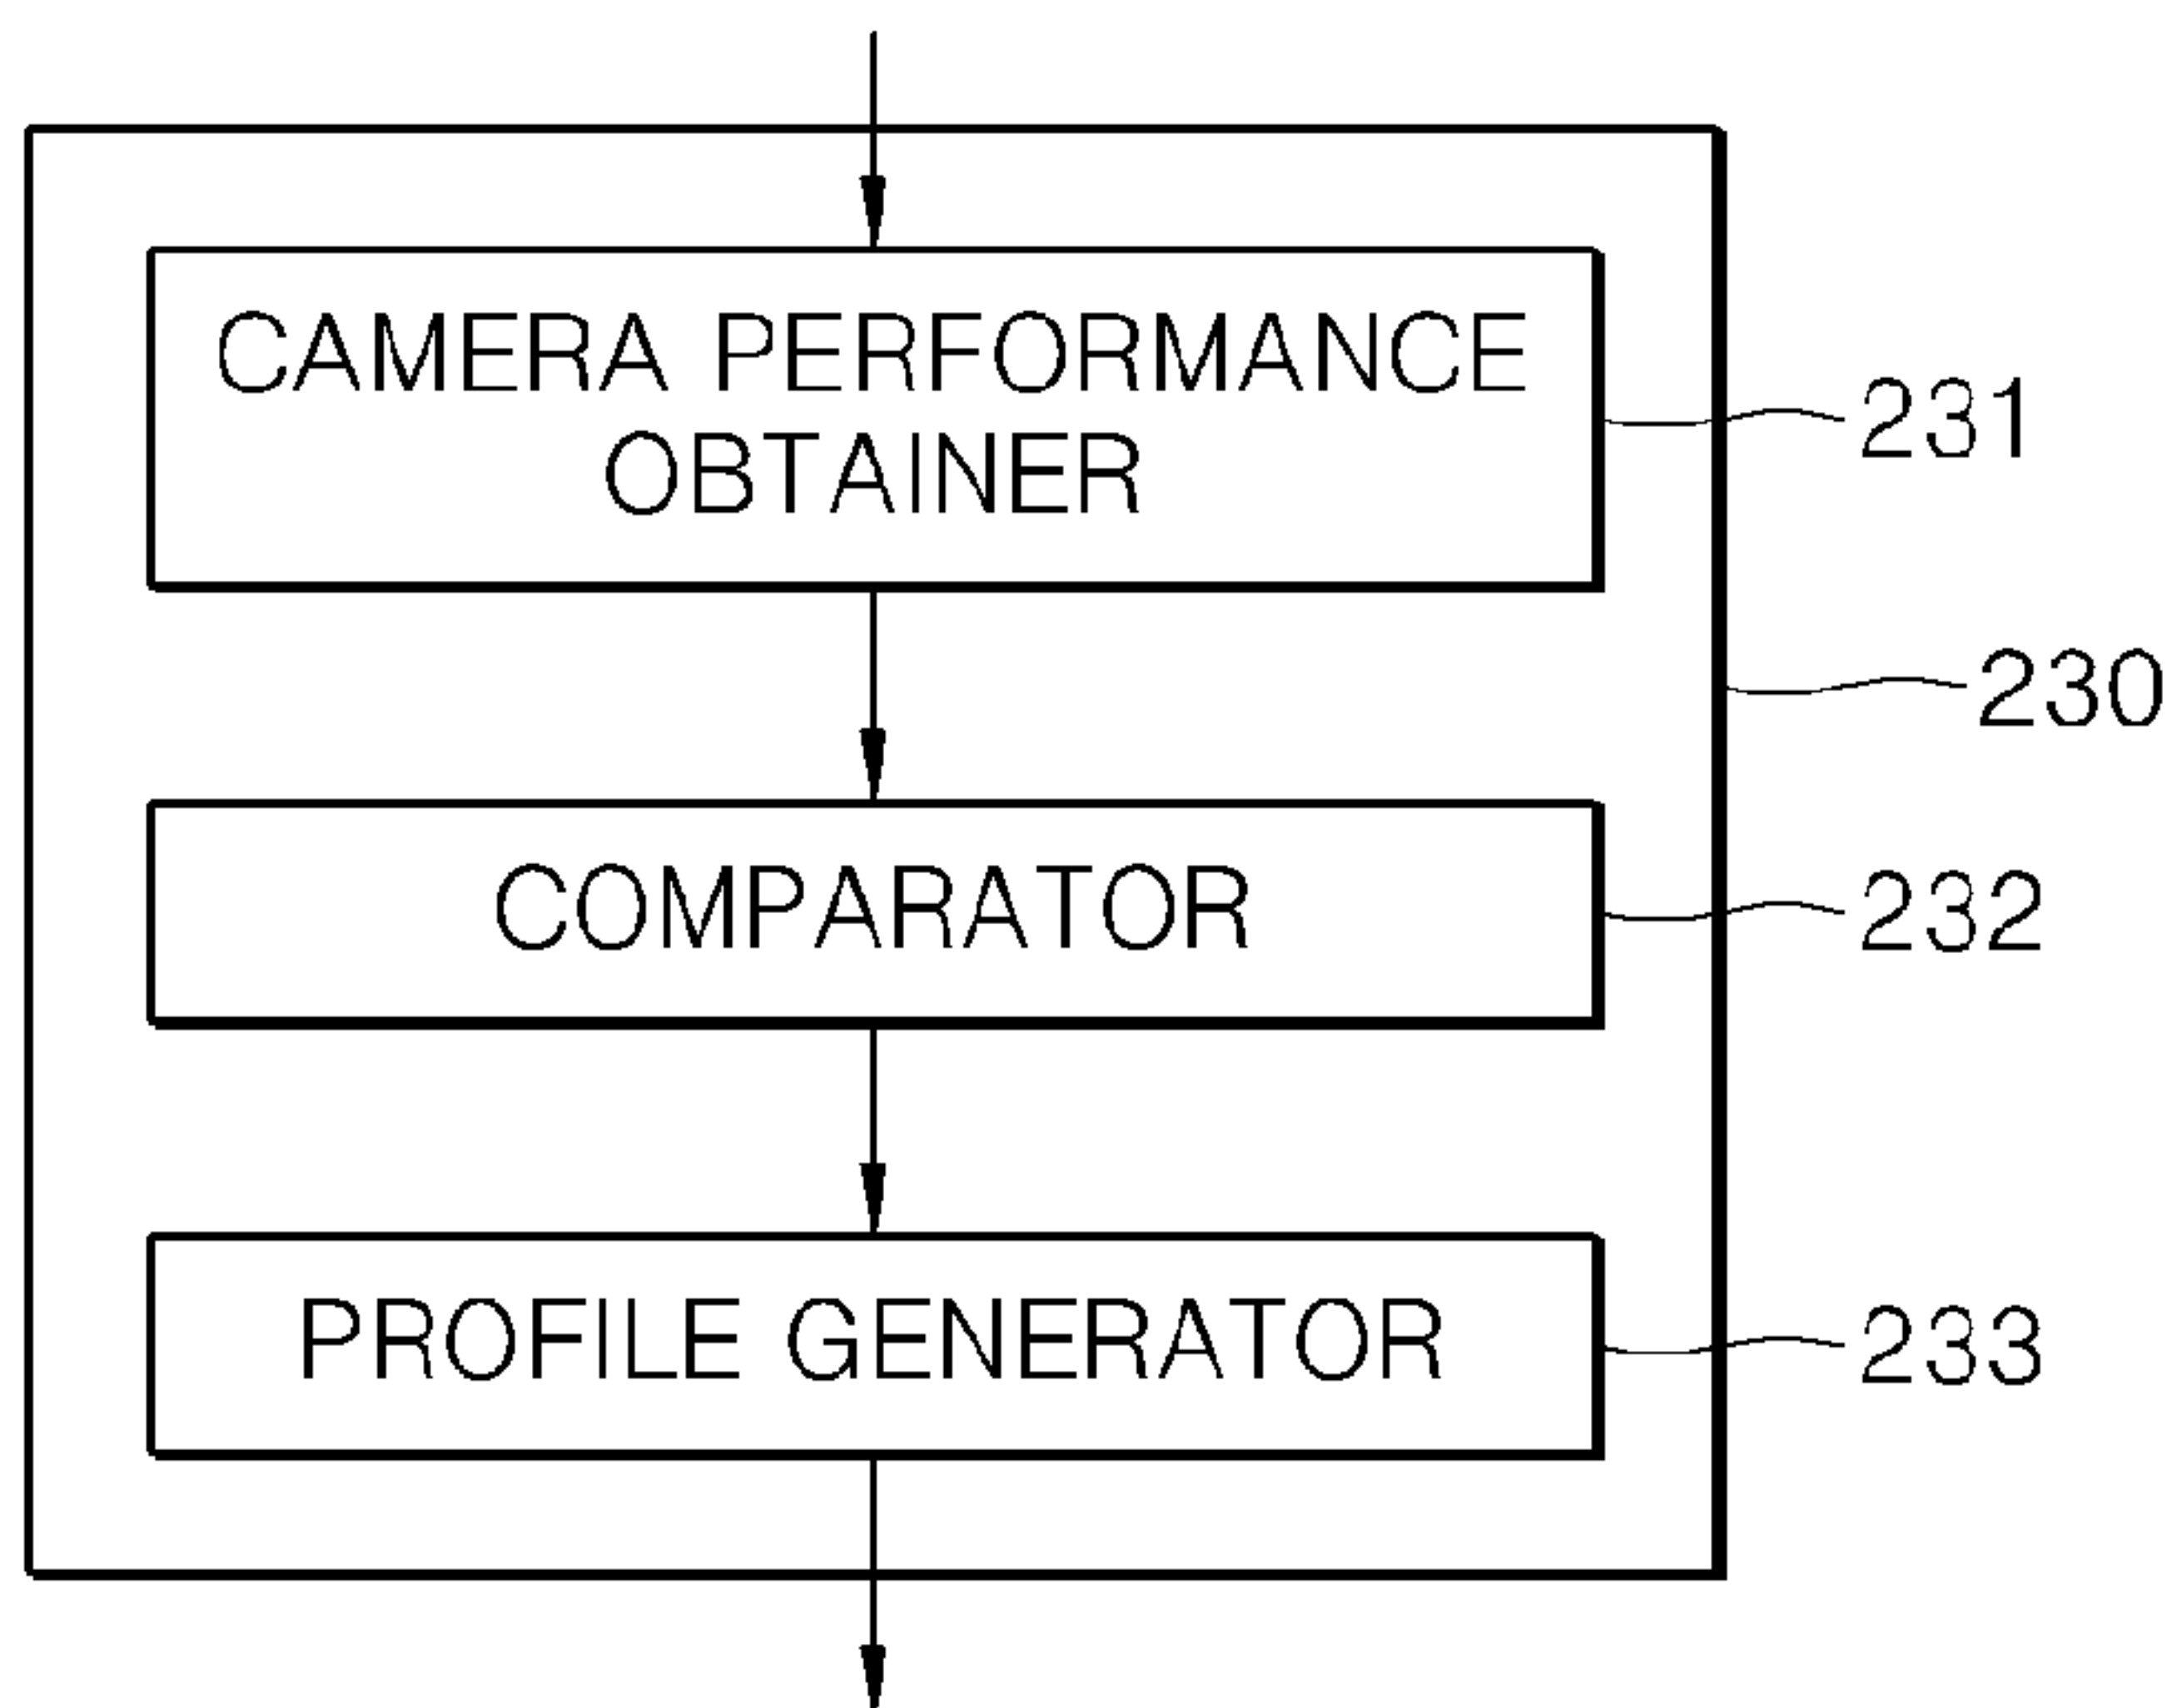 CAMERA PERFORMANCE
OBTAINER
231
230
COMPARATOR
232
PROFILE GENERATOR
233